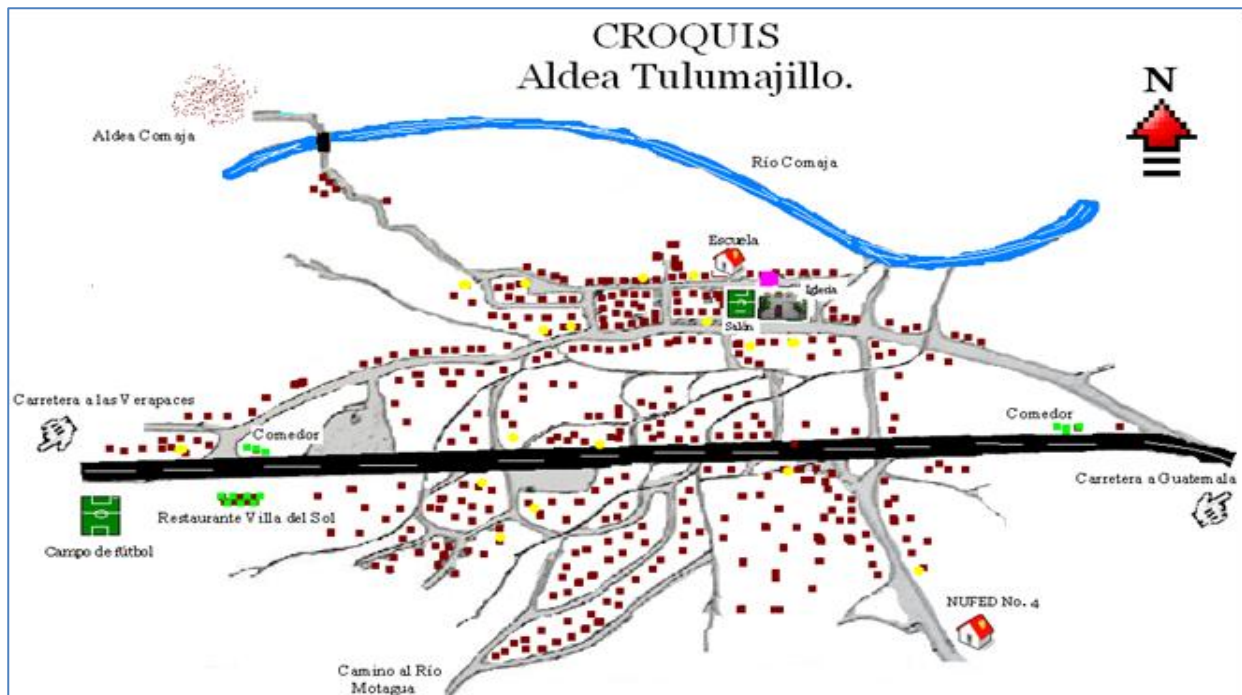 CROQUIS
Aldea Tulumajillo.
N
Aldea Comaja
Río Comaja
Escuela
Iglesia
Salón
Carretera a las Verapaces
Comedor
Comedor
Carretera a Guatemala
Restaurante Villa del Sol
Campo de fútbol
NUFED No. 4
Camino al Río
Motagua